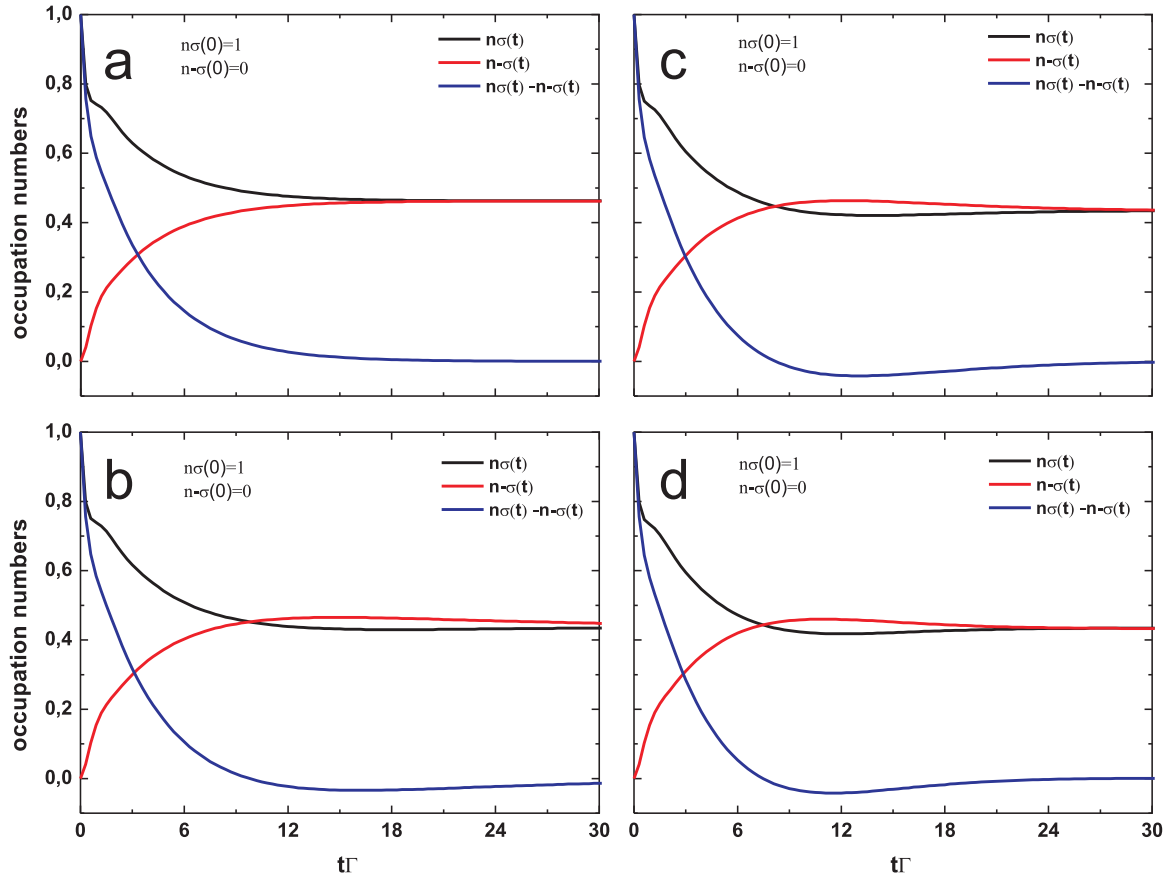 1,0
0,8
0,6
0,4
0,2
0,0
occupation numbers
a
nσ(0)=1
n-σ(0)=0
nσ(t)
n-σ(t)
nσ(t) -n-σ(t)
c
nσ(0)=1
n-σ(0)=0
nσ(t)
n-σ(t)
nσ(t) -n-σ(t)
1,0
0,8
0,6
0,4
0,2
0,0
occupation numbers
b
nσ(0)=1
n-σ(0)=0
nσ(t)
n-σ(t)
nσ(t) -n-σ(t)
0 6 12 18 24 30
tΓ
d
nσ(0)=1
n-σ(0)=0
nσ(t)
n-σ(t)
nσ(t) -n-σ(t)
0 6 12 18 24 30
tΓ